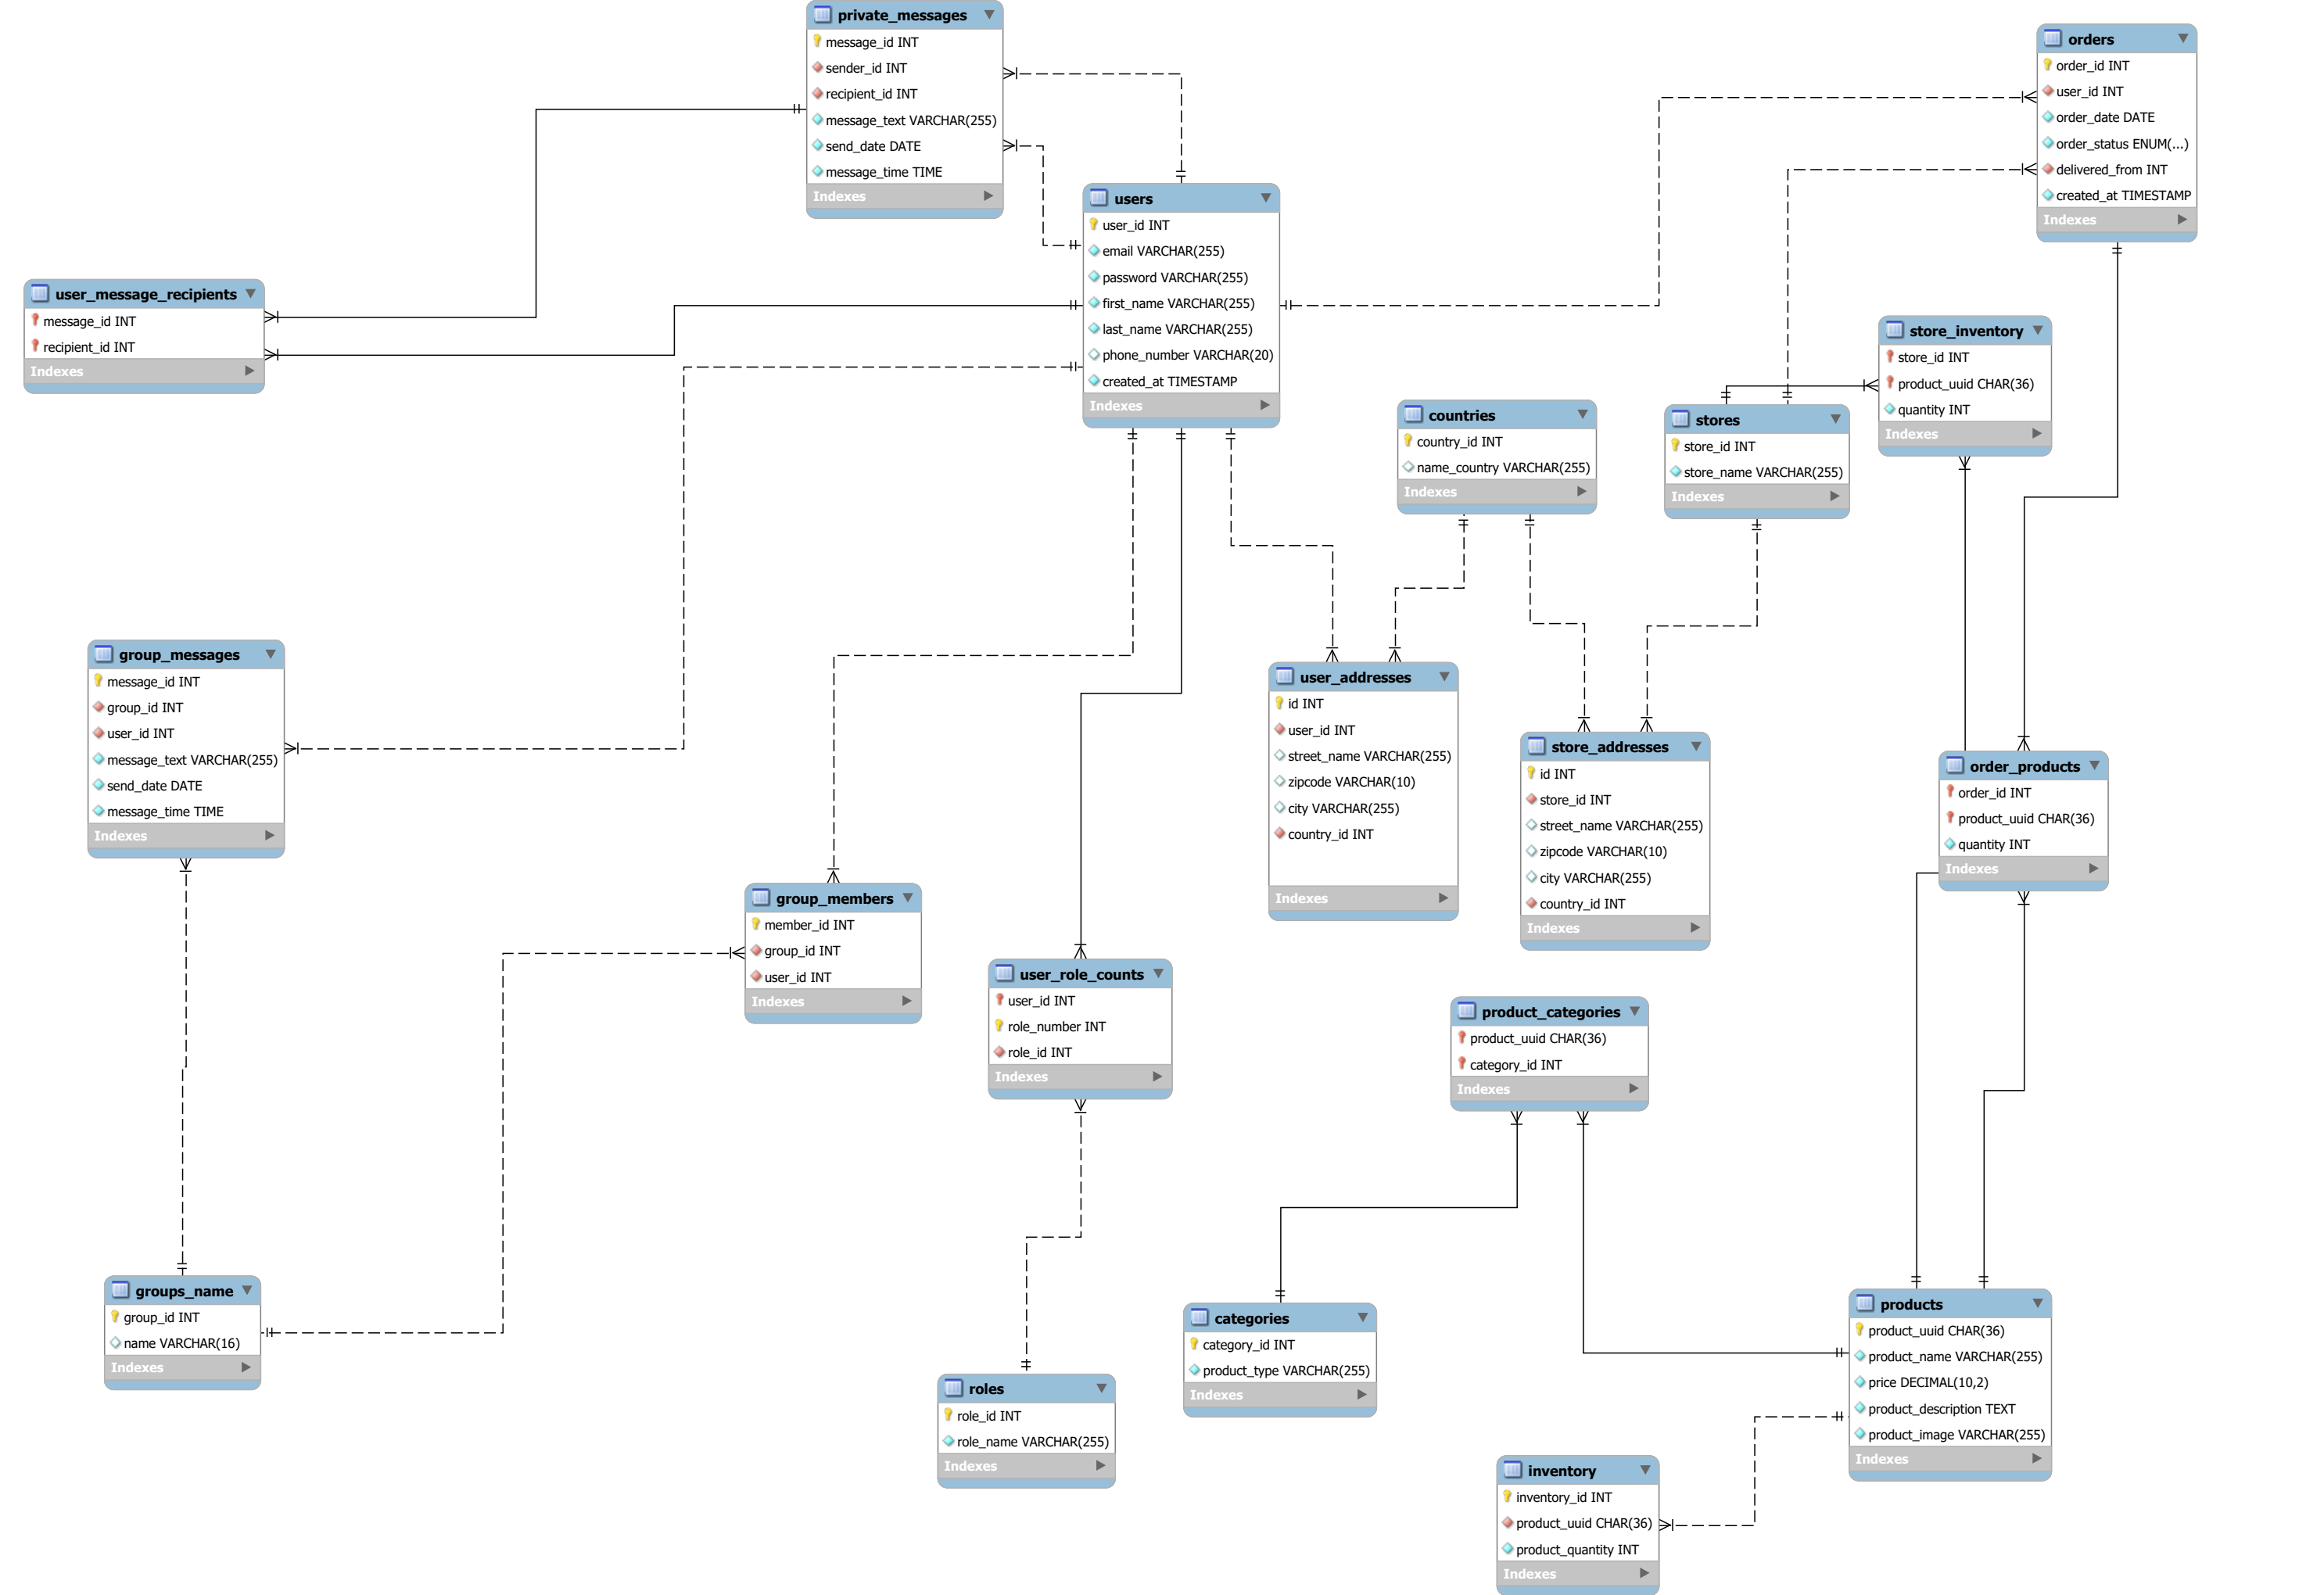 private_messages
message_id INT
sender_id INT
recipient_id INT
message_text VARCHAR(255)
send_date DATE
message_time TIME
Indexes
orders
order_id INT
user_id INT
order_date DATE
order_status ENUM(...)
delivered_from INT
created_at TIMESTAMP
Indexes
users
user_id INT
email VARCHAR(255)
password VARCHAR(255)
first_name VARCHAR(255)
last_name VARCHAR(255)
phone_number VARCHAR(20)
created_at TIMESTAMP
Indexes
user_message_recipients
message_id INT
recipient_id INT
Indexes
store_inventory
store_id INT
product_uuid CHAR(36)
quantity INT
Indexes
countries
country_id INT
name_country VARCHAR(255)
Indexes
stores
store_id INT
store_name VARCHAR(255)
Indexes
group_messages
message_id INT
group_id INT
user_id INT
message_text VARCHAR(255)
send_date DATE
message_time TIME
Indexes
user_addresses
id INT
user_id INT
street_name VARCHAR(255)
zipcode VARCHAR(10)
city VARCHAR(255)
country_id INT
Indexes
store_addresses
id INT
store_id INT
street_name VARCHAR(255)
zipcode VARCHAR(10)
city VARCHAR(255)
country_id INT
Indexes
order_products
order_id INT
product_uuid CHAR(36)
quantity INT
Indexes
group_members
member_id INT
group_id INT
user_id INT
Indexes
user_role_counts
user_id INT
role_number INT
role_id INT
Indexes
product_categories
product_uuid CHAR(36)
category_id INT
Indexes
groups_name
group_id INT
name VARCHAR(16)
Indexes
categories
category_id INT
product_type VARCHAR(255)
Indexes
products
product_uuid CHAR(36)
product_name VARCHAR(255)
price DECIMAL(10,2)
product_description TEXT
product_image VARCHAR(255)
Indexes
roles
role_id INT
role_name VARCHAR(255)
Indexes
inventory
inventory_id INT
product_uuid CHAR(36)
product_quantity INT
Indexes